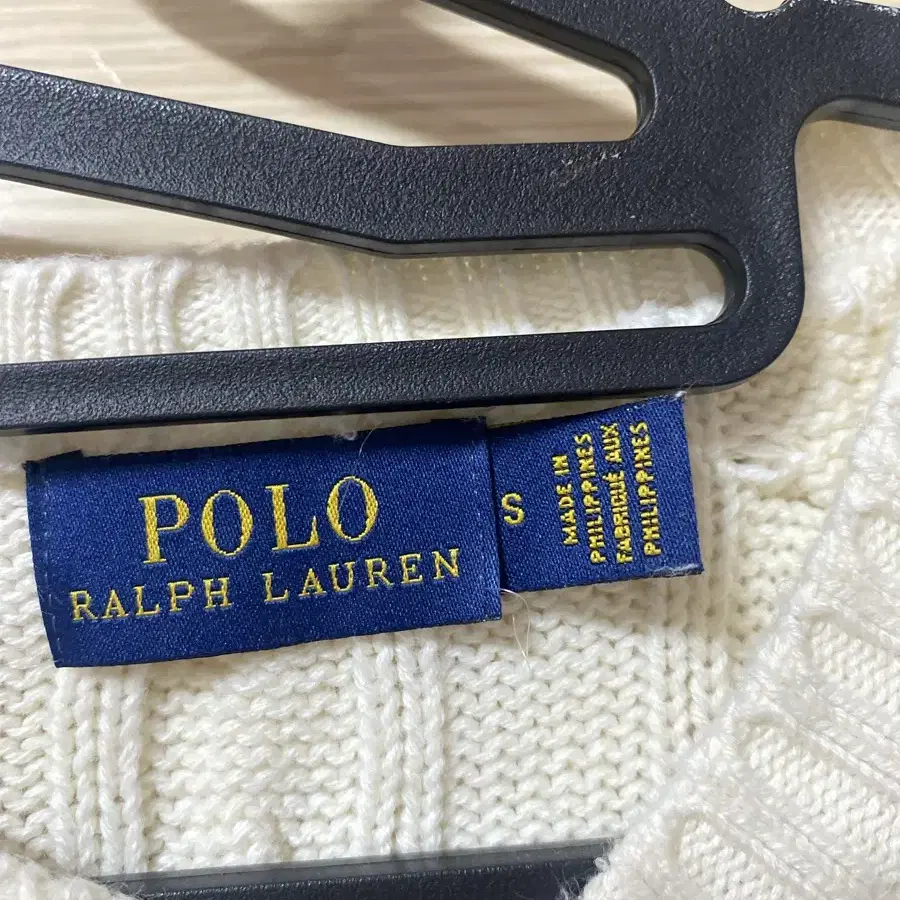 POLO
RALPH LAUREN
S
MADE IN
PHILIPPINES
FABRIQUÉ AUX
PHILIPPINES